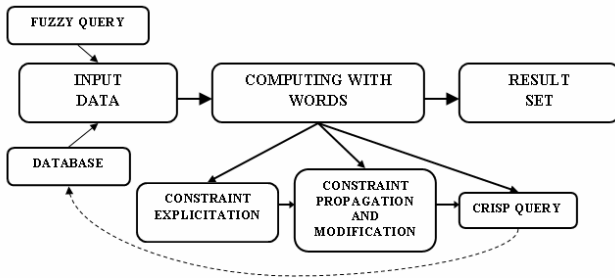 FUZZY QUERY
INPUT
DATA
COMPUTING WITH
WORDS
RESULT
SET
DATABASE
CONSTRAINT
EXPLICITATION
CONSTRAINT
PROPAGATION
AND
MODIFICATION
CRISP QUERY